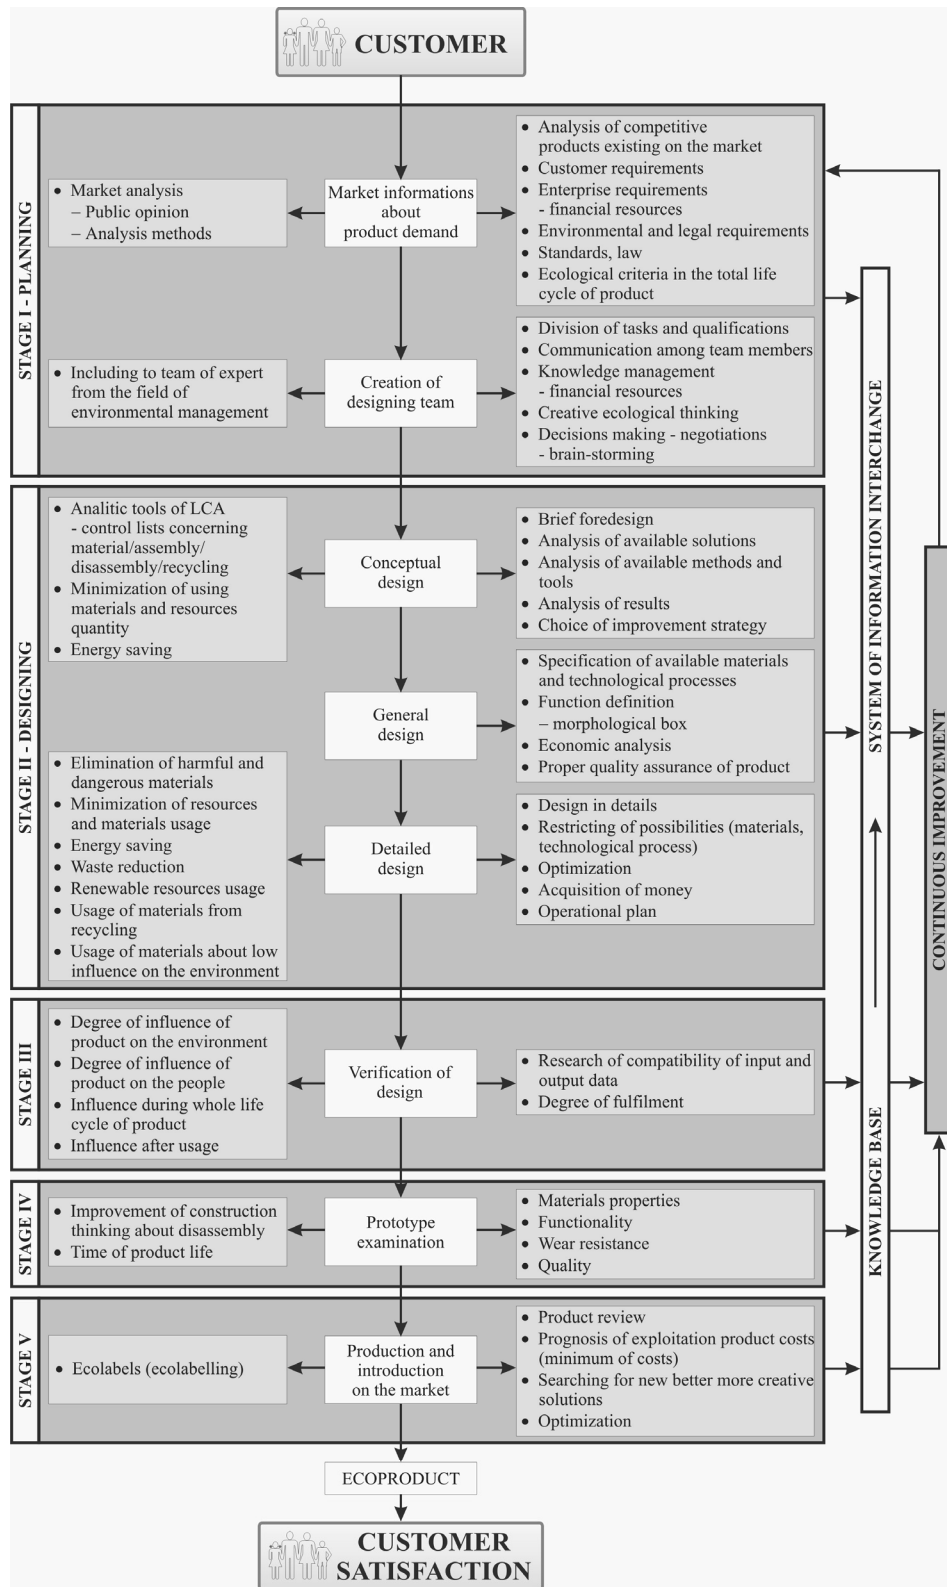 CUSTOMER
STAGE I - PLANNING
• Market analysis
– Public opinion
– Analysis methods
Market informations
about
product demand
• Analysis of competitive
products existing on the market
• Customer requirements
• Enterprise requirements
- financial resources
• Environmental and legal requirements
• Standards, law
• Ecological criteria in the total life
cycle of product
• Including to team of expert
from the field of
environmental management
Creation of
designing team
• Division of tasks and qualifications
• Communication among team members
• Knowledge management
- financial resources
• Creative ecological thinking
• Decisions making - negotiations
- brain-storming
STAGE II - DESIGNING
• Analitic tools of LCA
- control lists concerning
material/assembly/
disassembly/recycling
• Minimization of using
materials and resources
quantity
• Energy saving
Conceptual
design
• Brief foredesign
• Analysis of available solutions
• Analysis of available methods and
tools
• Analysis of results
• Choice of improvement strategy
General
design
• Specification of available materials
and technological processes
• Function definition
– morphological box
• Economic analysis
• Proper quality assurance of product
• Elimination of harmful and
dangerous materials
• Minimization of resources
and materials usage
• Energy saving
• Waste reduction
• Renewable resources usage
• Usage of materials from
recycling
• Usage of materials about low
influence on the environment
Detailed
design
• Design in details
• Restricting of possibilities (materials,
technological process)
• Optimization
• Acquisition of money
• Operational plan
STAGE III
• Degree of influence of
product on the environment
• Degree of influence of
product on the people
• Influence during whole life
cycle of product
• Influence after usage
Verification of
design
• Research of compatibility of input and
output data
• Degree of fulfilment
STAGE IV
• Improvement of construction
thinking about disassembly
• Time of product life
Prototype
examination
• Materials properties
• Functionality
• Wear resistance
• Quality
STAGE V
• Ecolabels (ecolabelling)
Production and
introduction
on the market
• Product review
• Prognosis of exploitation product costs
(minimum of costs)
• Searching for new better more creative
solutions
• Optimization
KNOWLEDGE BASE
SYSTEM OF INFORMATION INTERCHANGE
CONTINUOUS IMPROVEMENT
ECOPRODUCT
CUSTOMER
SATISFACTION